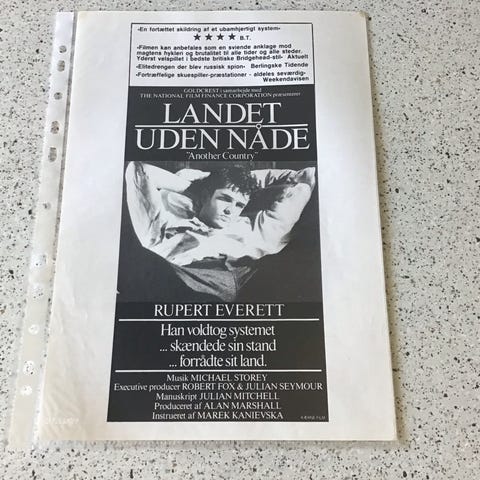 •En fortættet skildring af et ubarmhjertigt system•
★★★★ B.T.
•Filmen kan anbefales som en sviende anklage mod
magtens hykleri og brutalitet til alle tider og alle steder.
Yderst velspillet i bedste britiske Bridgehead-stil• Aktuelt
•Elitedrengen der blev russisk spion• Berlingske Tidende
•Fortræffelige skuespiller-præstationer - aldeles seværdig•
Weekendavisen
GOLDCREST i samarbejde med
THE NATIONAL FILM FINANCE CORPORATION præsenterer
LANDET
UDEN NÅDE
"Another Country"
RUPERT EVERETT
Han voldtog systemet
... skændede sin stand
... forrådte sit land.
Musik MICHAEL STOREY
Executive producer ROBERT FOX & JULIAN SEYMOUR
Manuskript JULIAN MITCHELL
Produceret af ALAN MARSHALL
Instrueret af MAREK KANIEVSKA